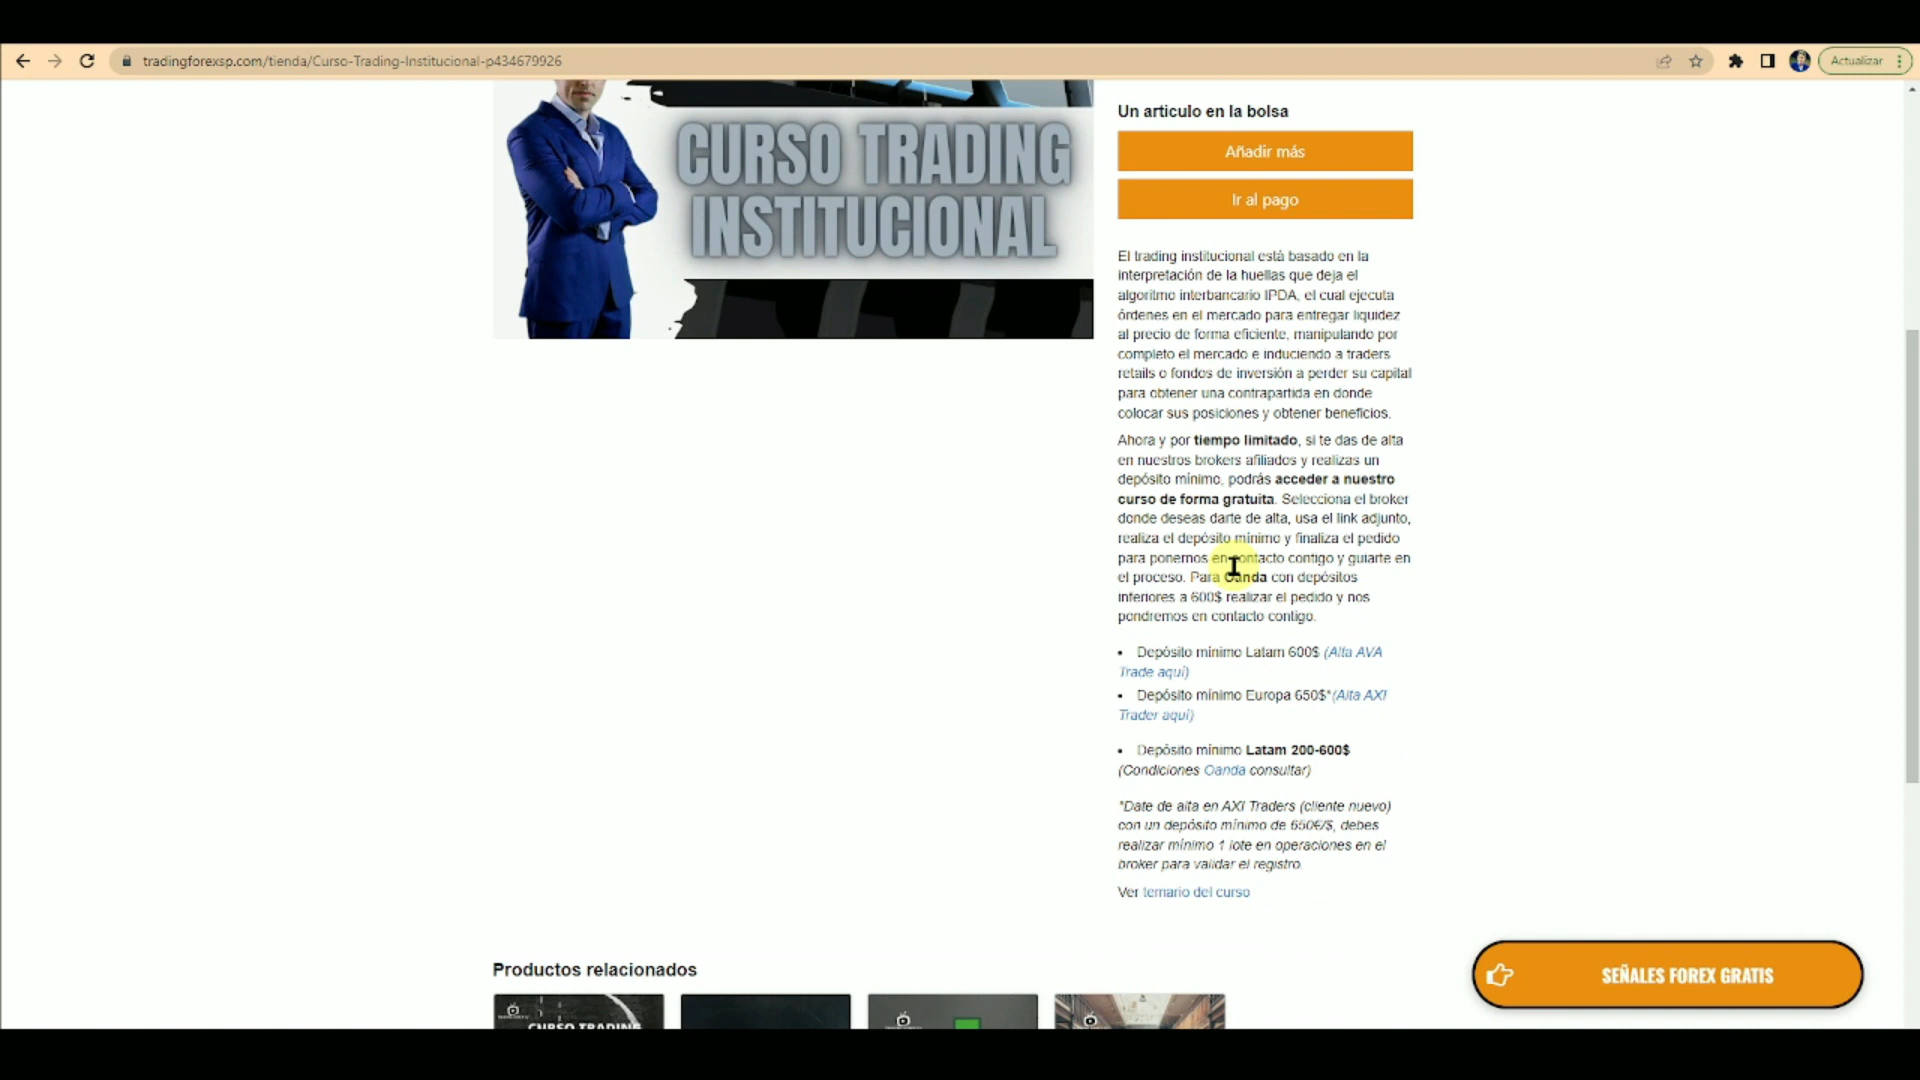 tradingforexsp.com/tienda/Curso-Trading-Institucional-p434679926
Actualizar
CURSO TRADING
INSTITUCIONAL
Un articulo en la bolsa
Añadir más
Ir al pago
El trading institucional está basado en la
interpretación de la huellas que deja el
algoritmo interbancario IPDA, el cual ejecuta
órdenes en el mercado para entregar liquidez
al precio de forma eficiente, manipulando por
completo el mercado e induciendo a traders
retails o fondos de inversión a perder su capital
para obtener una contrapartida en donde
colocar sus posiciones y obtener beneficios.
Ahora y por tiempo limitado, si te das de alta
en nuestros brokers afiliados y realizas un
depósito mínimo, podrás acceder a nuestro
curso de forma gratuita. Selecciona el broker
donde deseas darte de alta, usa el link adjunto,
realiza el depósito mínimo y finaliza el pedido
para ponernos en contacto contigo y guiarte en
el proceso. Para Oanda con depósitos
inferiores a 600$ realizar el pedido y nos
pondremos en contacto contigo.
• Depósito mínimo Latam 600$ (Alta AVA
Trade aquí)
• Depósito mínimo Europa 650$*(Alta AXI
Trader aquí)
• Depósito mínimo Latam 200-600$
(Condiciones Oanda consultar)
*Date de alta en AXI Traders (cliente nuevo)
con un depósito mínimo de 650€/$, debes
realizar mínimo 1 lote en operaciones en el
broker para validar el registro.
Ver temario del curso
Productos relacionados
SEÑALES FOREX GRATIS
CURSO TRADING